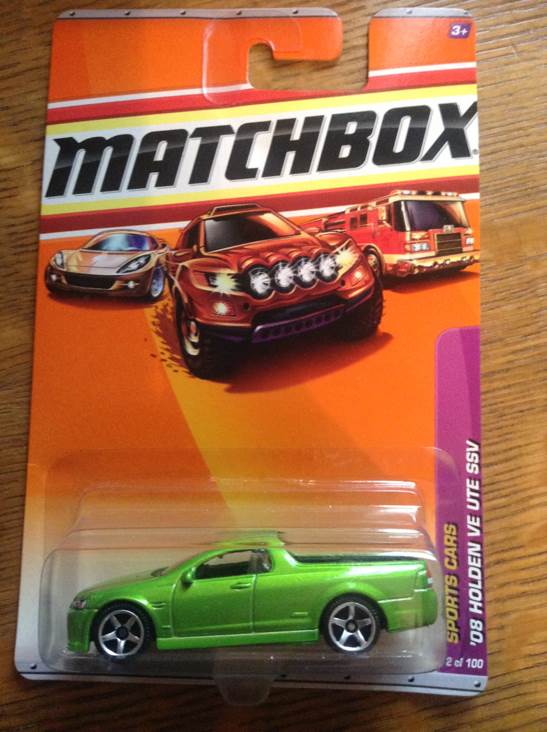 3+
MATCHBOX
SPORTS CARS
'08 HOLDEN VE UTE SSV
2 of 100